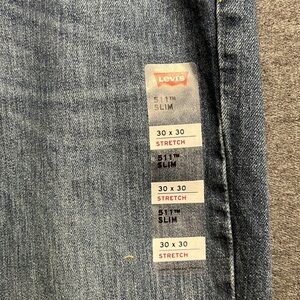 Levi's
511™
SLIM
30 x 30
STRETCH
511™
SLIM
30 x 30
STRETCH
511™
SLIM
30 x 30
STRETCH